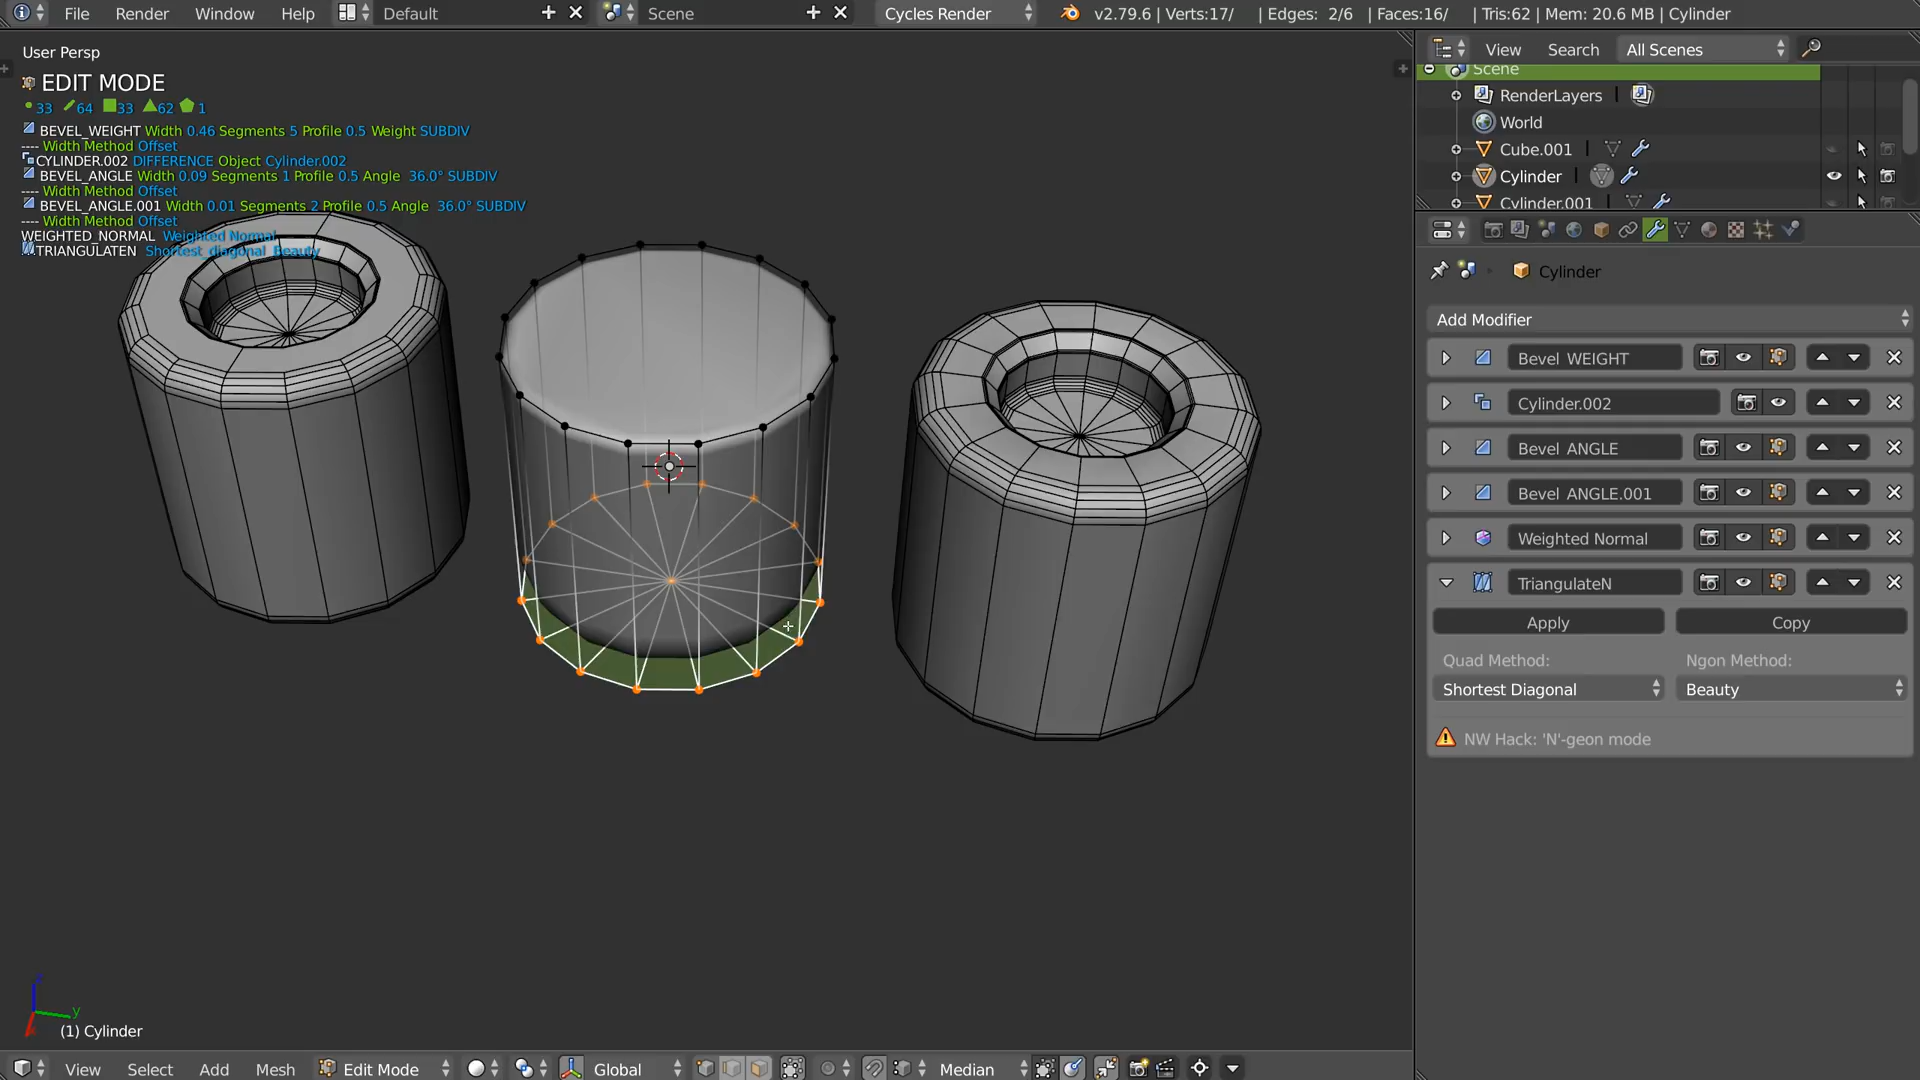 File Render Window Help Default Scene Cycles Render v2.79.6 | Verts:17/ | Edges: 2/6 | Faces:16/ | Tris:62 | Mem: 20.6 MB | Cylinder
User Persp
EDIT MODE
33 64 33 62 1
BEVEL_WEIGHT Width 0.46 Segments 5 Profile 0.5 Weight SUBDIV
---- Width Method Offset
CYLINDER.002 DIFFERENCE Object Cylinder.002
BEVEL_ANGLE Width 0.09 Segments 1 Profile 0.5 Angle 36.0° SUBDIV
---- Width Method Offset
BEVEL_ANGLE.001 Width 0.01 Segments 2 Profile 0.5 Angle 36.0° SUBDIV
---- Width Method Offset
WEIGHTED_NORMAL Weighted Normal
TRIANGULATEN Shortest_diagonal Beauty
z
y
(1) Cylinder
View Select Add Mesh Edit Mode Global Median
View Search All Scenes
Scene
RenderLayers |
World
Cube.001 |
Cylinder |
Cylinder.001 |
Cylinder
Add Modifier
Bevel WEIGHT
Cylinder.002
Bevel ANGLE
Bevel ANGLE.001
Weighted Normal
TriangulateN
Apply Copy
Quad Method: Ngon Method:
Shortest Diagonal Beauty
NW Hack: 'N'-geon mode